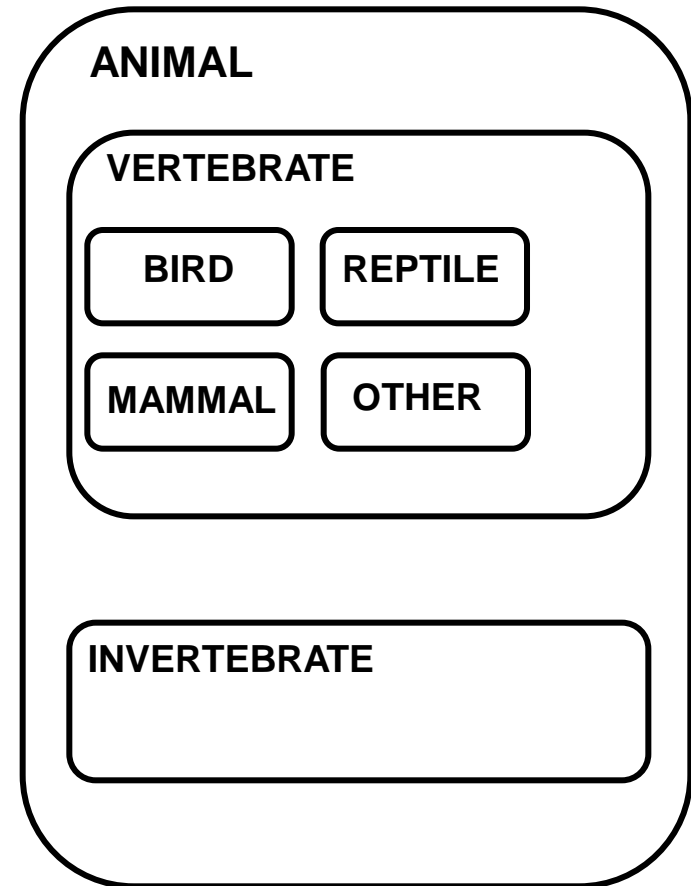 ANIMAL
VERTEBRATE
BIRD
REPTILE
MAMMAL
OTHER
INVERTEBRATE